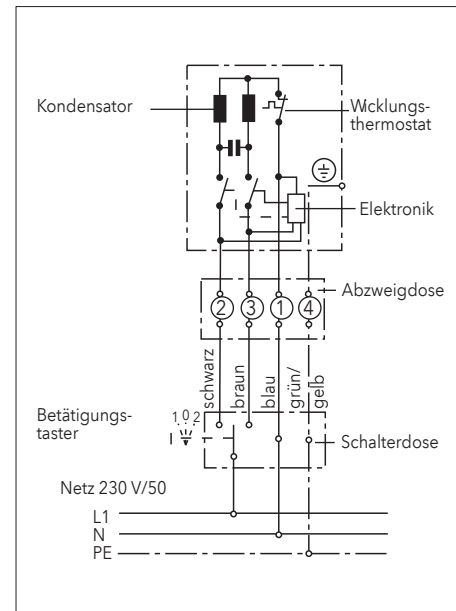 Kondensator
Wicklungs-
thermostat
Elektronik
Abzweigdose
2 3 1 4
schwarz
braun
blau
grün/
gelb
Betätigungs-
taster
1 0 2
Schalterdose
Netz 230 V/50
L1
N
PE